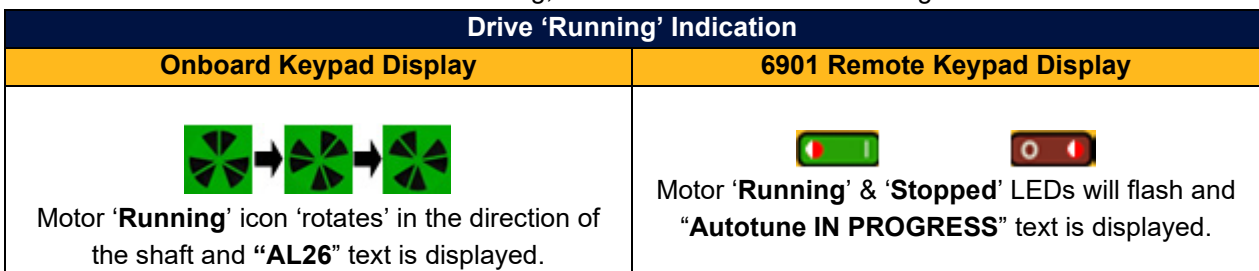 Drive ‘Running’ Indication
Onboard Keypad Display
6901 Remote Keypad Display
Motor ‘Running’ icon ‘rotates’ in the direction of
the shaft and “AL26” text is displayed.
Motor ‘Running’ & ‘Stopped’ LEDs will flash and
“Autotune IN PROGRESS” text is displayed.